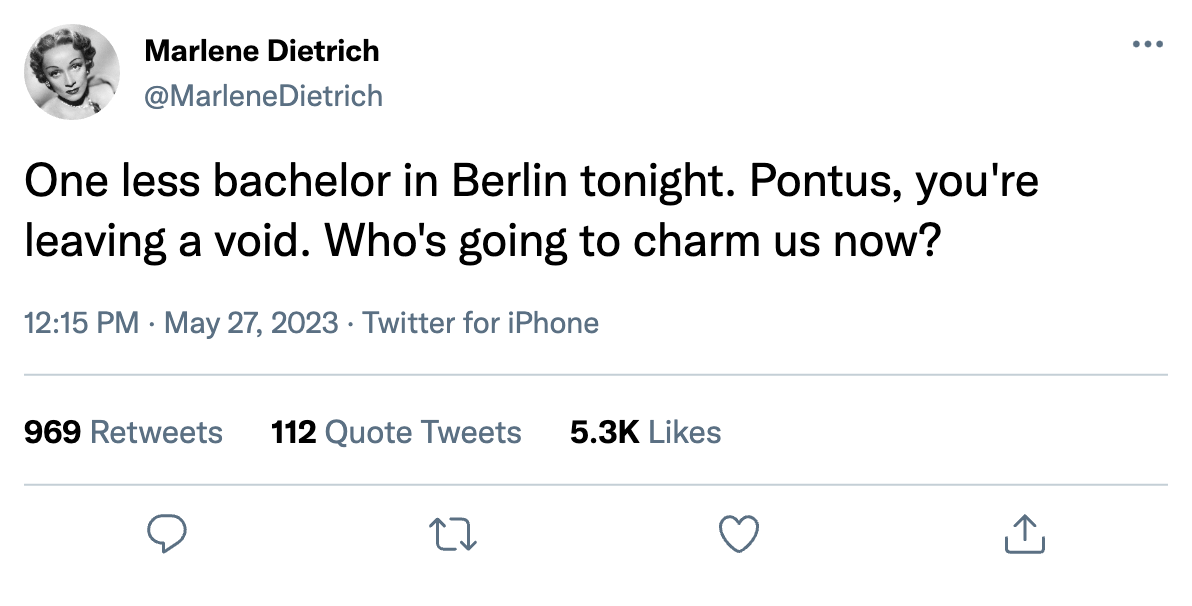 Marlene Dietrich
@MarleneDietrich
One less bachelor in Berlin tonight. Pontus, you're
leaving a void. Who's going to charm us now?
12:15 PM · May 27, 2023 · Twitter for iPhone
969 Retweets 112 Quote Tweets 5.3K Likes